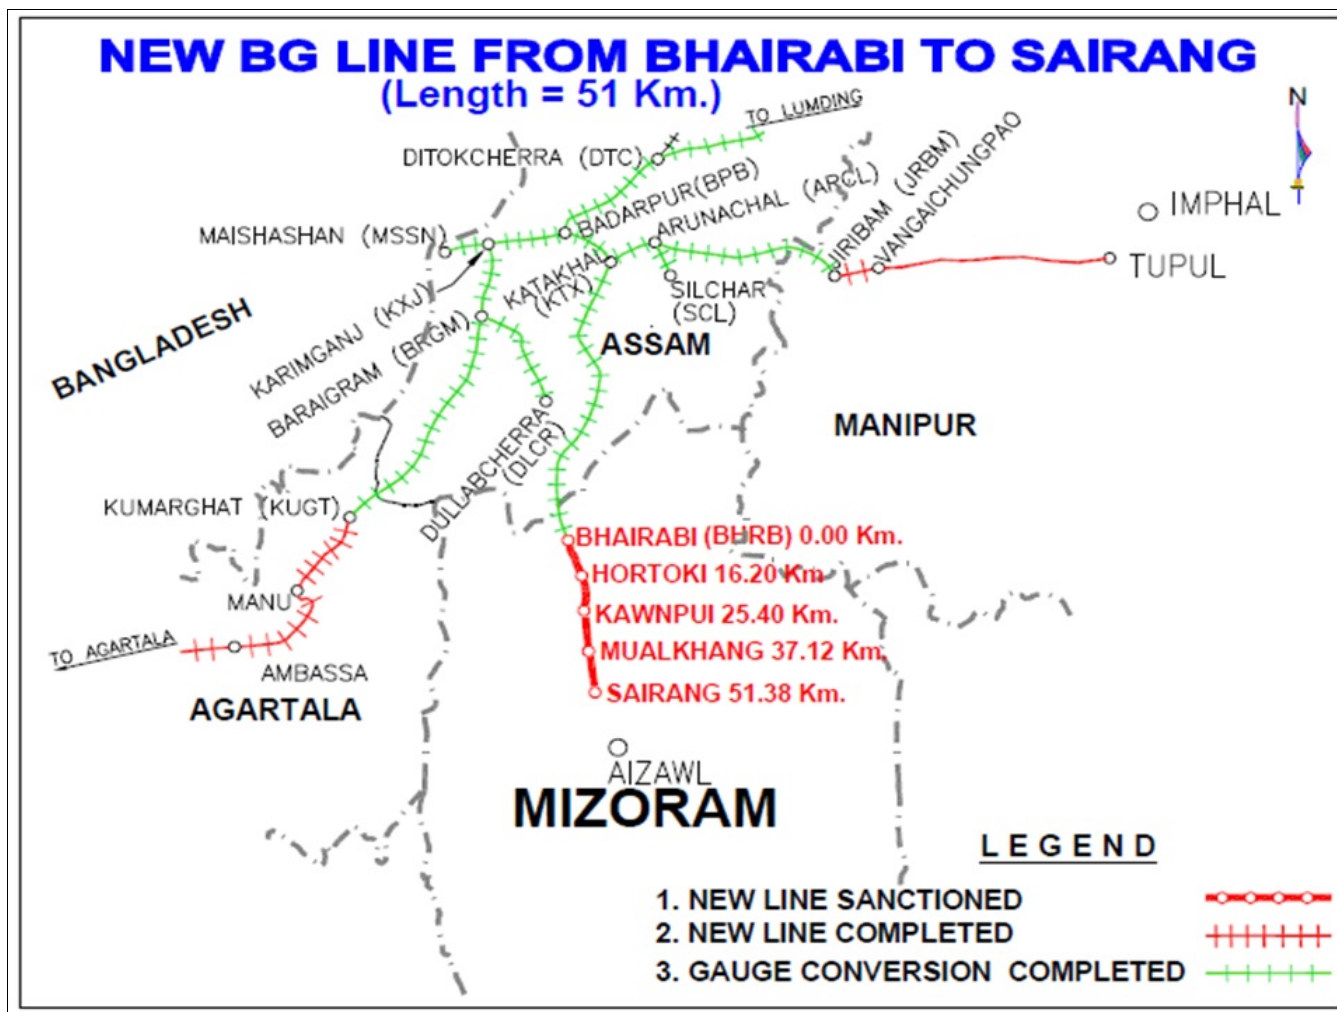 NEW BG LINE FROM BHAIRABI TO SAIRANG
(Length = 51 Km.)
TO LUMDING
N
DITOKCHERRA (DTC)
BADARPUR(BPB)
ARUNACHAL (ARCL)
JIRIBAM (JRBM)
VANGAICHUNGPAO
IMPHAL
MAISHASHAN (MSSN)
TUPUL
KATAKHAL
(KTX)
SILCHAR
(SCL)
KARIMGANJ (KXJ)
BARAIGRAM (BRGM)
BANGLADESH
ASSAM
MANIPUR
DULLABCHERRA
(DLCR)
KUMARGHAT (KUGT)
BHAIRABI (BHRB) 0.00 Km.
HORTOKI 16.20 Km
MANU
KAWNPUI 25.40 Km.
TO AGARTALA
MUALKHANG 37.12 Km.
AMBASSA
SAIRANG 51.38 Km.
AGARTALA
AIZAWL
MIZORAM
LEGEND
1. NEW LINE SANCTIONED
2. NEW LINE COMPLETED
3. GAUGE CONVERSION COMPLETED